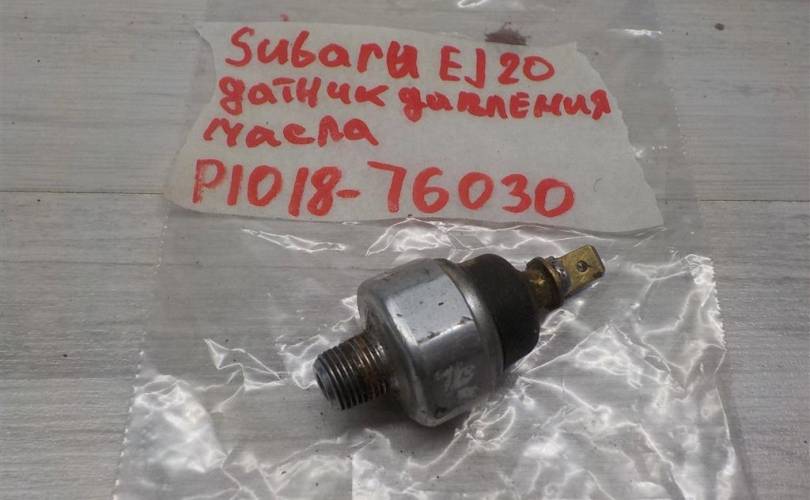 Subaru EJ20
датчик давления
масла
P1018-76030